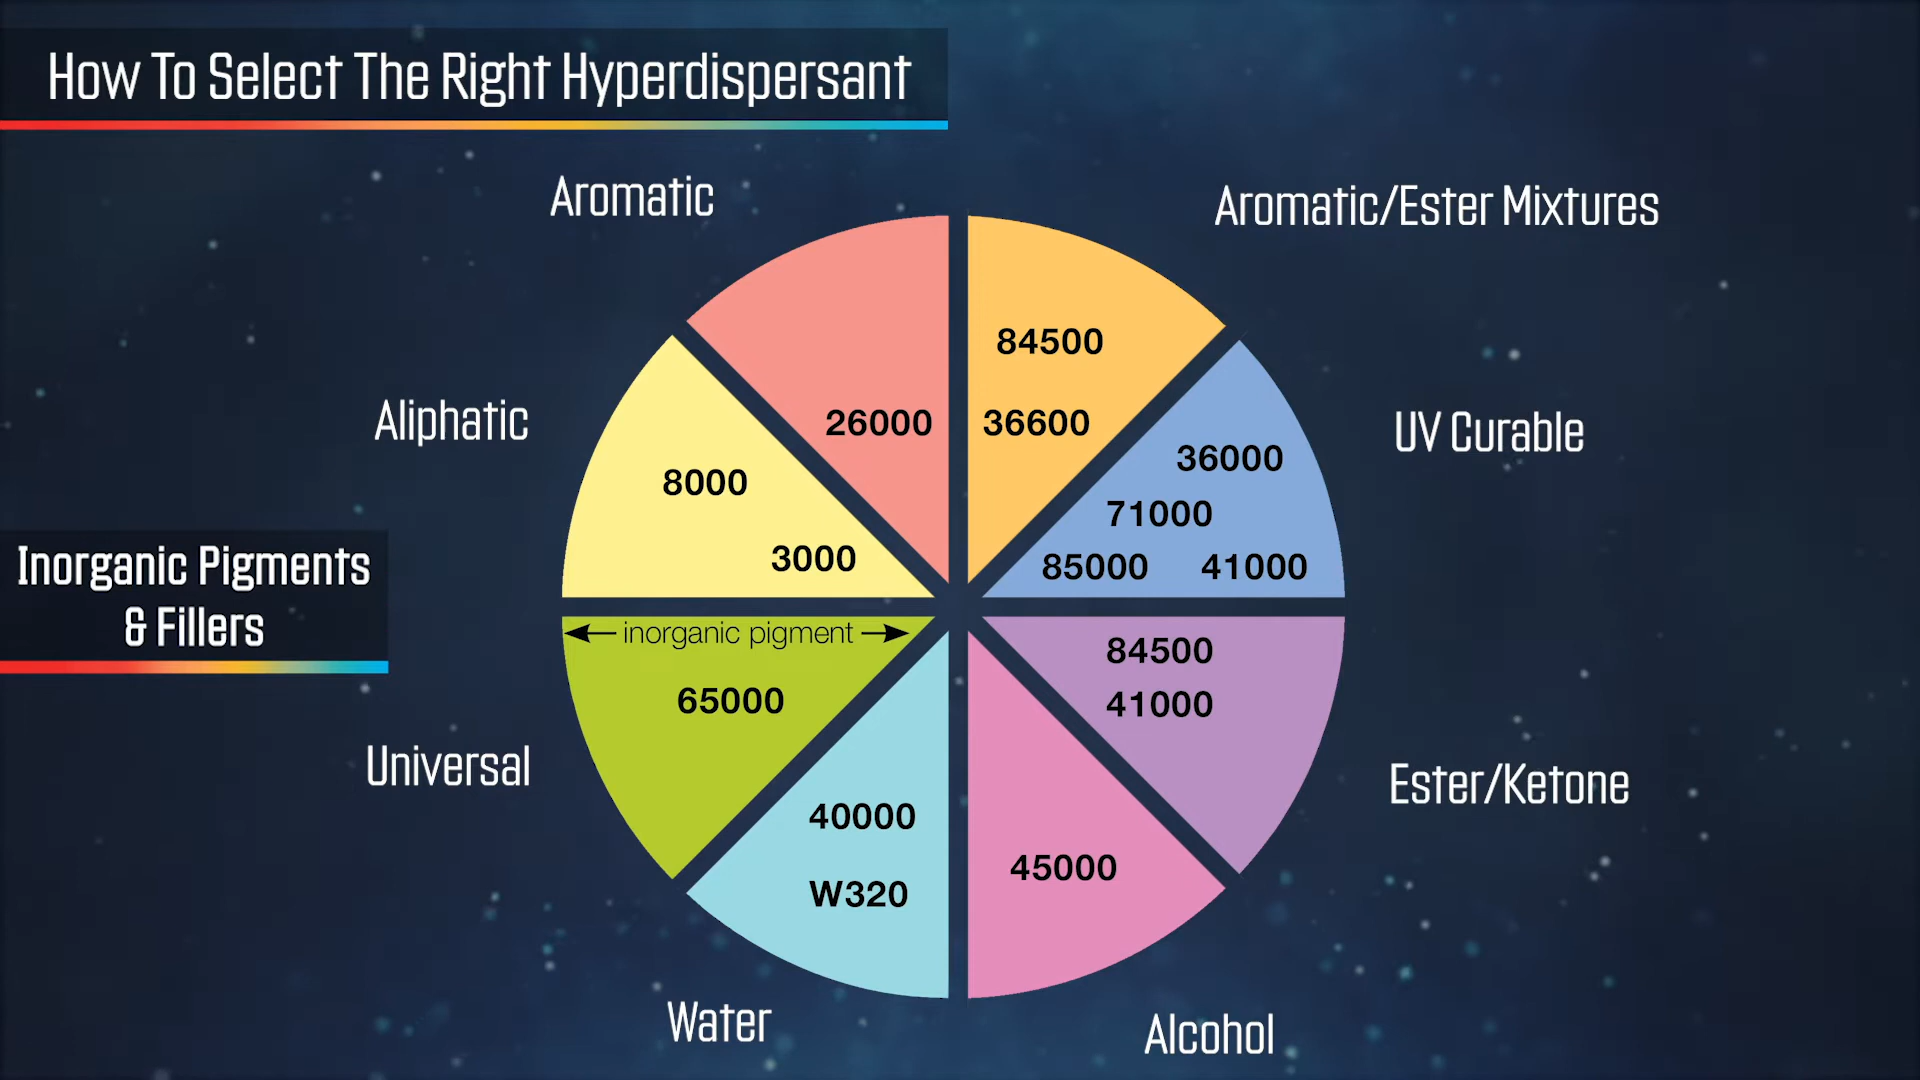 How To Select The Right Hyperdispersant
Aromatic
Aromatic/Ester Mixtures
84500
26000
36600
Aliphatic
UV Curable
8000
36000
71000
3000
85000 41000
Inorganic Pigments
& Fillers
inorganic pigment
65000
84500
41000
Universal
Ester/Ketone
40000
W320
45000
Water
Alcohol